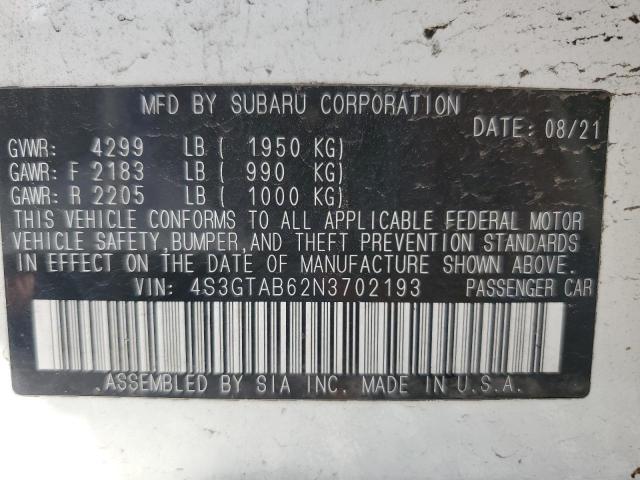 MFD BY SUBARU CORPORATION
DATE: 08/21
GVWR: 4299 LB ( 1950 KG)
GAWR: F 2183 LB ( 990 KG)
GAWR: R 2205 LB ( 1000 KG)
THIS VEHICLE CONFORMS TO ALL APPLICABLE FEDERAL MOTOR
VEHICLE SAFETY,BUMPER,AND THEFT PREVENTION STANDARDS
IN EFFECT ON THE DATE OF MANUFACTURE SHOWN ABOVE.
VIN: 4S3GTAB62N3702193 PASSENGER CAR
ASSEMBLED BY SIA INC. MADE IN U.S.A.